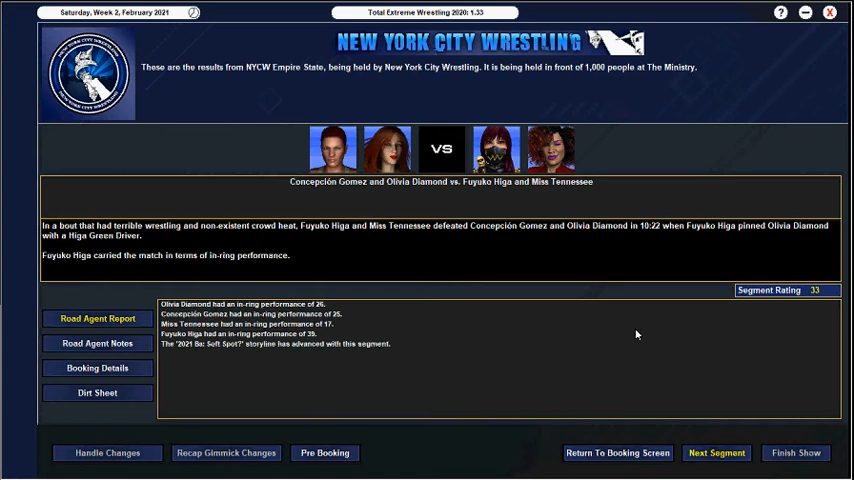 Saturday, Week 2, February 2021
Total Extreme Wrestling 2020: 1.33
?
X
NEW YORK CITY WRESTLING
NEW YORK CITY WRESTLING
These are the results from NYCW Empire State, being held by New York City Wrestling. It is being held in front of 1,000 people at The Ministry.
VS
Concepción Gomez and Olivia Diamond vs. Fuyuko Higa and Miss Tennessee
In a bout that had terrible wrestling and non-existent crowd heat, Fuyuko Higa and Miss Tennessee defeated Concepción Gomez and Olivia Diamond in 10:22 when Fuyuko Higa pinned Olivia Diamond
with a Higa Green Driver.
Fuyuko Higa carried the match in terms of in-ring performance.
Segment Rating 33
Road Agent Report
Road Agent Notes
Booking Details
Dirt Sheet
Olivia Diamond had an in-ring performance of 26.
Concepción Gomez had an in-ring performance of 25.
Miss Tennessee had an in-ring performance of 17.
Fuyuko Higa had an in-ring performance of 39.
The '2021 Ba: Soft Spot?' storyline has advanced with this segment.
Handle Changes
Recap Gimmick Changes
Pre Booking
Return To Booking Screen
Next Segment
Finish Show